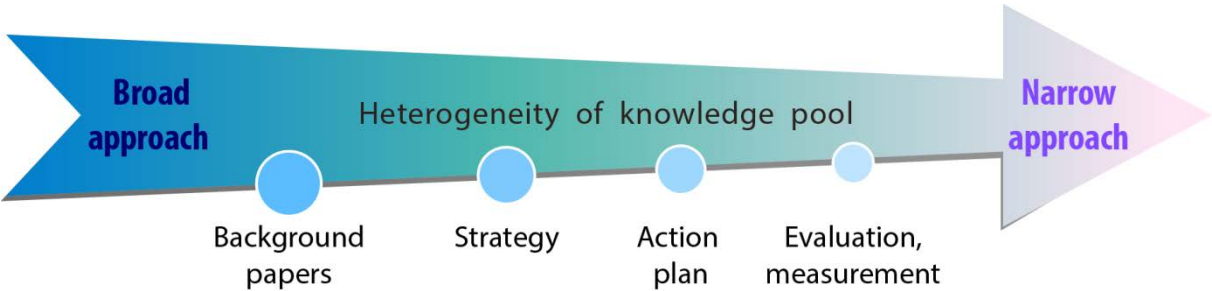 Broad
approach
Heterogeneity of knowledge pool
Narrow
approach
Background
papers
Strategy
Action
plan
Evaluation,
measurement